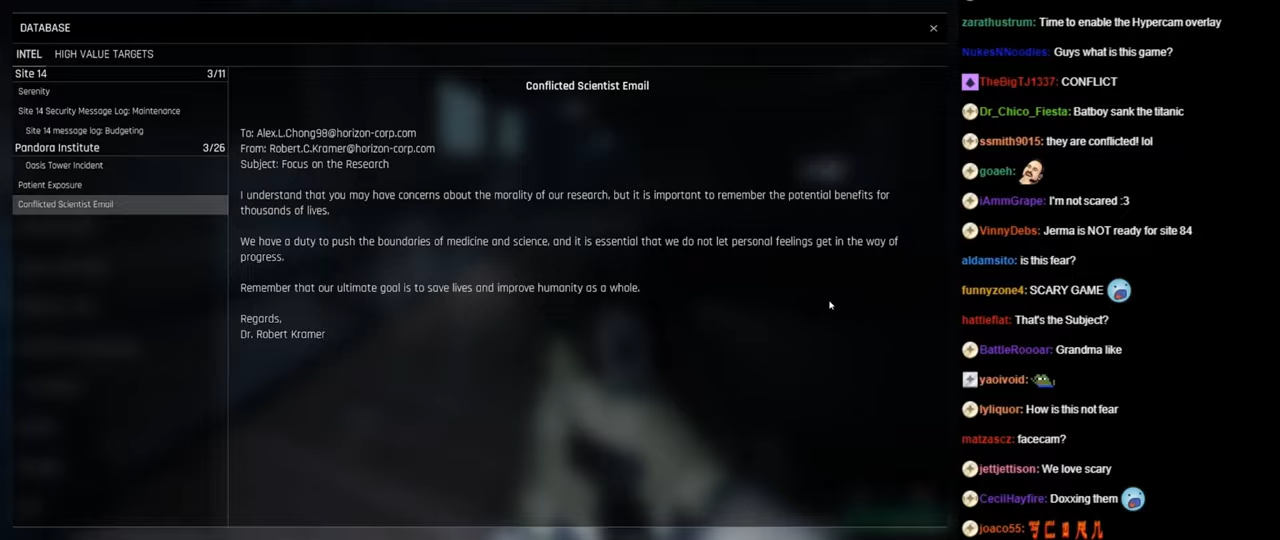 DATABASE
INTEL HIGH VALUE TARGETS
Site 14 3/11
Serenity
Site 14 Security Message Log: Maintenance
Site 14 message log: Budgeting
Pandora Institute 3/26
Oasis Tower Incident
Patient Exposure
Conflicted Scientist Email
Conflicted Scientist Email
To: Alex.L.Chong98@horizon-corp.com
From: Robert.C.Kramer@horizon-corp.com
Subject: Focus on the Research
I understand that you may have concerns about the morality of our research, but it is important to remember the potential benefits for
thousands of lives.
We have a duty to push the boundaries of medicine and science, and it is essential that we do not let personal feelings get in the way of
progress.
Remember that our ultimate goal is to save lives and improve humanity as a whole.
Regards,
Dr. Robert Kramer
zarathustrum: Time to enable the Hypercam overlay
NukesNNoodles: Guys what is this game?
TheBigTJ1337: CONFLICT
Dr_Chico_Fiesta: Batboy sank the titanic
ssmith9015: they are conflicted! lol
goaeh:
iAmmGrape: I'm not scared :3
VinnyDebs: Jerma is NOT ready for site 84
aldamsito: is this fear?
funnyzone4: SCARY GAME
hattieflat: That's the Subject?
BattleRoooar: Grandma like
yaoivoid:
lyliquor: How is this not fear
matzascz: facecam?
jettjettison: We love scary
CecilHayfire: Doxxing them
joaco55: